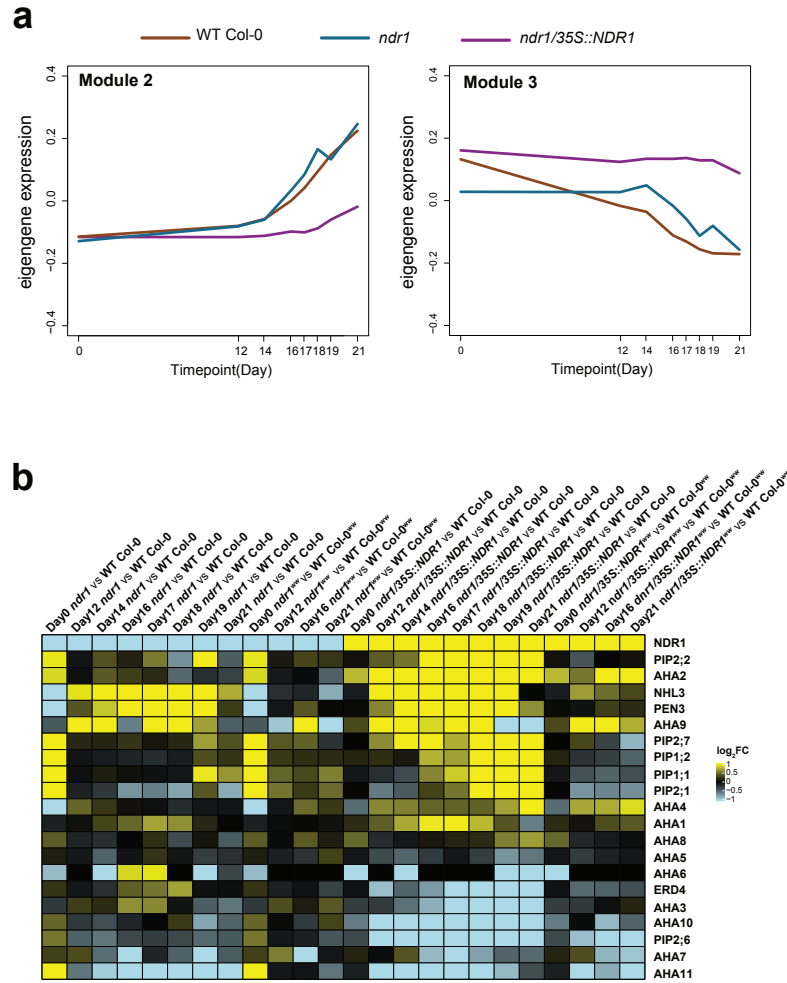 a
WT Col-0 ndr1 ndr1/35S::NDR1
Module 2
eigengene expression
0.4
0.2
0.0
−0.2
−0.4
0 12 14 16 17 18 19 21
Timepoint(Day)
Module 3
eigengene expression
0.4
0.2
0.0
−0.2
−0.4
0 12 14 16 17 18 19 21
Timepoint(Day)
b
Day0 ndr1 vs WT Col-0
Day12 ndr1 vs WT Col-0
Day14 ndr1 vs WT Col-0
Day16 ndr1 vs WT Col-0
Day17 ndr1 vs WT Col-0
Day18 ndr1 vs WT Col-0
Day19 ndr1 vs WT Col-0
Day21 ndr1 vs WT Col-0
Day0 ndr1ʷʷ vs WT Col-0ʷʷ
Day12 ndr1ʷʷ vs WT Col-0ʷʷ
Day16 ndr1ʷʷ vs WT Col-0ʷʷ
Day21 ndr1ʷʷ vs WT Col-0ʷʷ
Day0 ndr1/35S::NDR1 vs WT Col-0
Day12 ndr1/35S::NDR1 vs WT Col-0
Day14 ndr1/35S::NDR1 vs WT Col-0
Day16 ndr1/35S::NDR1 vs WT Col-0
Day17 ndr1/35S::NDR1 vs WT Col-0
Day18 ndr1/35S::NDR1 vs WT Col-0
Day19 ndr1/35S::NDR1 vs WT Col-0
Day21 ndr1/35S::NDR1 vs WT Col-0
Day0 ndr1/35S::NDR1ʷʷ vs WT Col-0ʷʷ
Day12 ndr1/35S::NDR1ʷʷ vs WT Col-0ʷʷ
Day16 dnr1/35S::NDR1ʷʷ vs WT Col-0ʷʷ
Day21 ndr1/35S::NDR1ʷʷ vs WT Col-0ʷʷ
NDR1
PIP2;2
AHA2
NHL3
PEN3
AHA9
PIP2;7
PIP1;2
PIP1;1
PIP2;1
AHA4
AHA1
AHA8
AHA5
AHA6
ERD4
AHA3
AHA10
PIP2;6
AHA7
AHA11
log₂FC
1
0.5
0
−0.5
−1